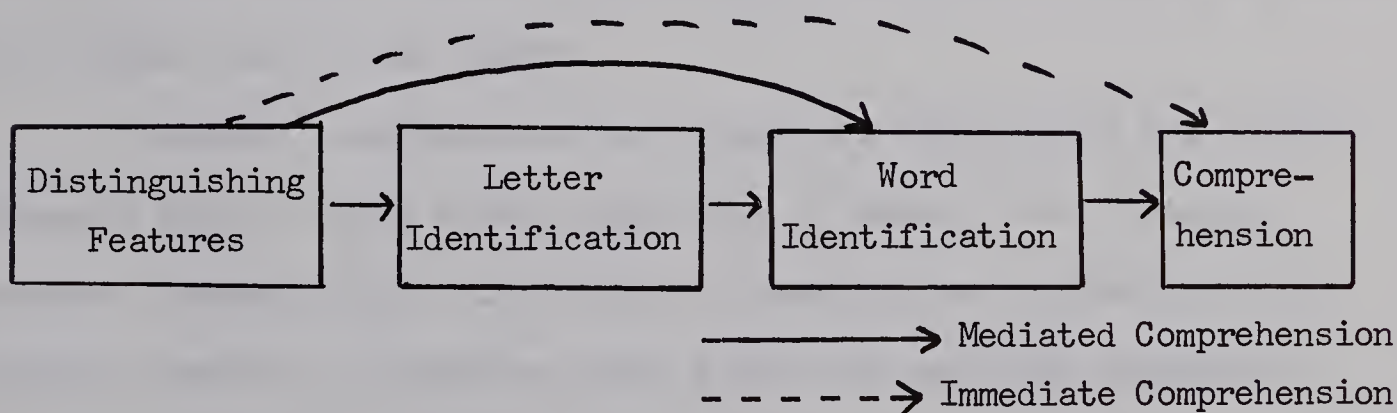 Distinguishing
Features
Letter
Identification
Word
Identification
Compre-
hension
Mediated Comprehension
Immediate Comprehension